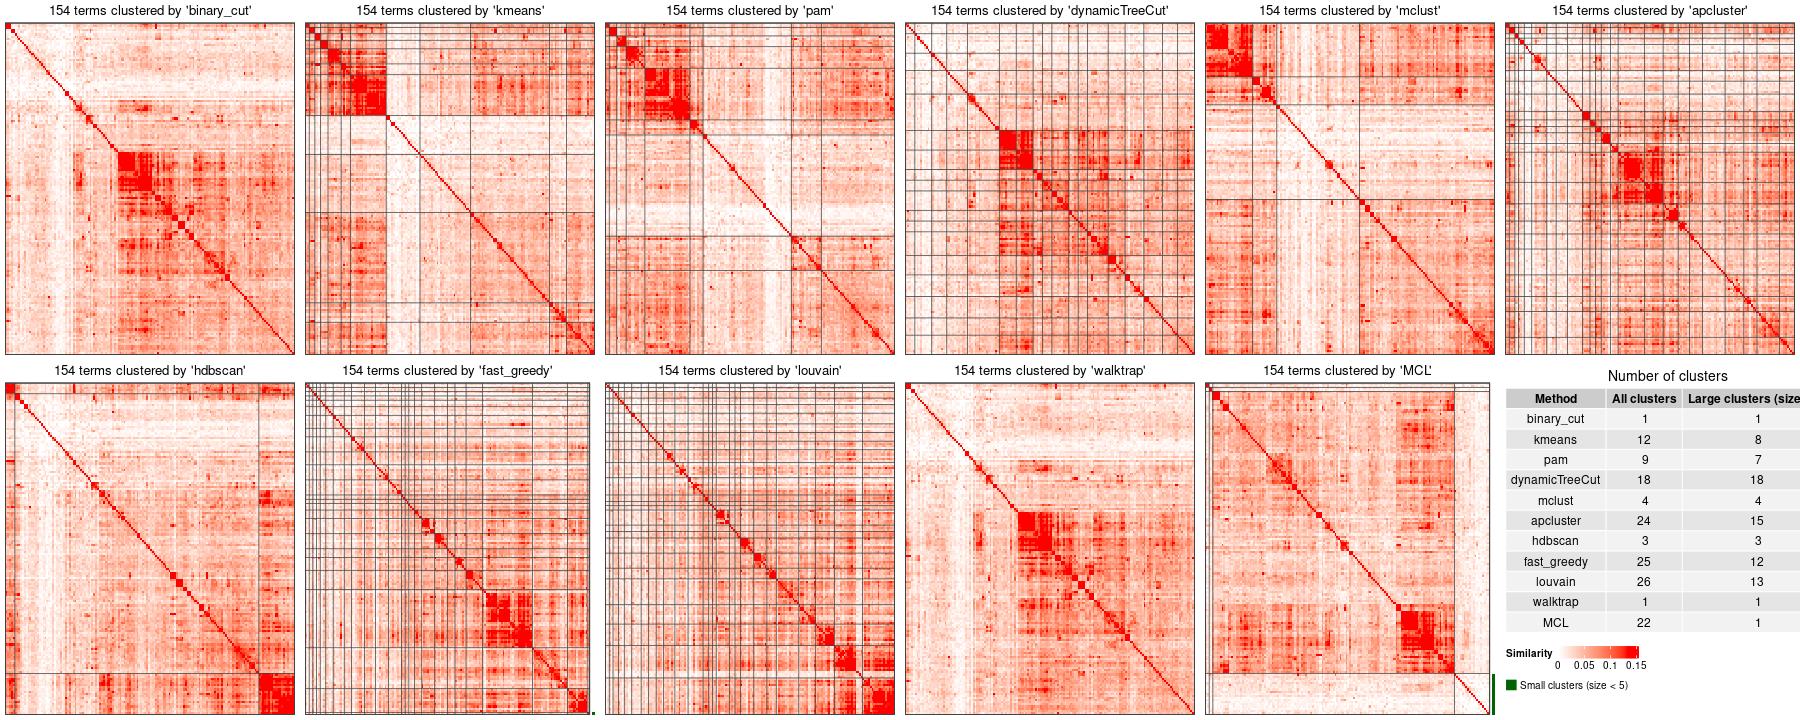 154 terms clustered by 'binary_cut'
154 terms clustered by 'kmeans'
154 terms clustered by 'pam'
154 terms clustered by 'dynamicTreeCut'
154 terms clustered by 'mclust'
154 terms clustered by 'apcluster'
154 terms clustered by 'hdbscan'
154 terms clustered by 'fast_greedy'
154 terms clustered by 'louvain'
154 terms clustered by 'walktrap'
154 terms clustered by 'MCL'
Number of clusters
Method All clusters Large clusters (size
binary_cut 1 1
kmeans 12 8
pam 9 7
dynamicTreeCut 18 18
mclust 4 4
apcluster 24 15
hdbscan 3 3
fast_greedy 25 12
louvain 26 13
walktrap 1 1
MCL 22 1
Similarity
0 0.05 0.1 0.15
Small clusters (size < 5)